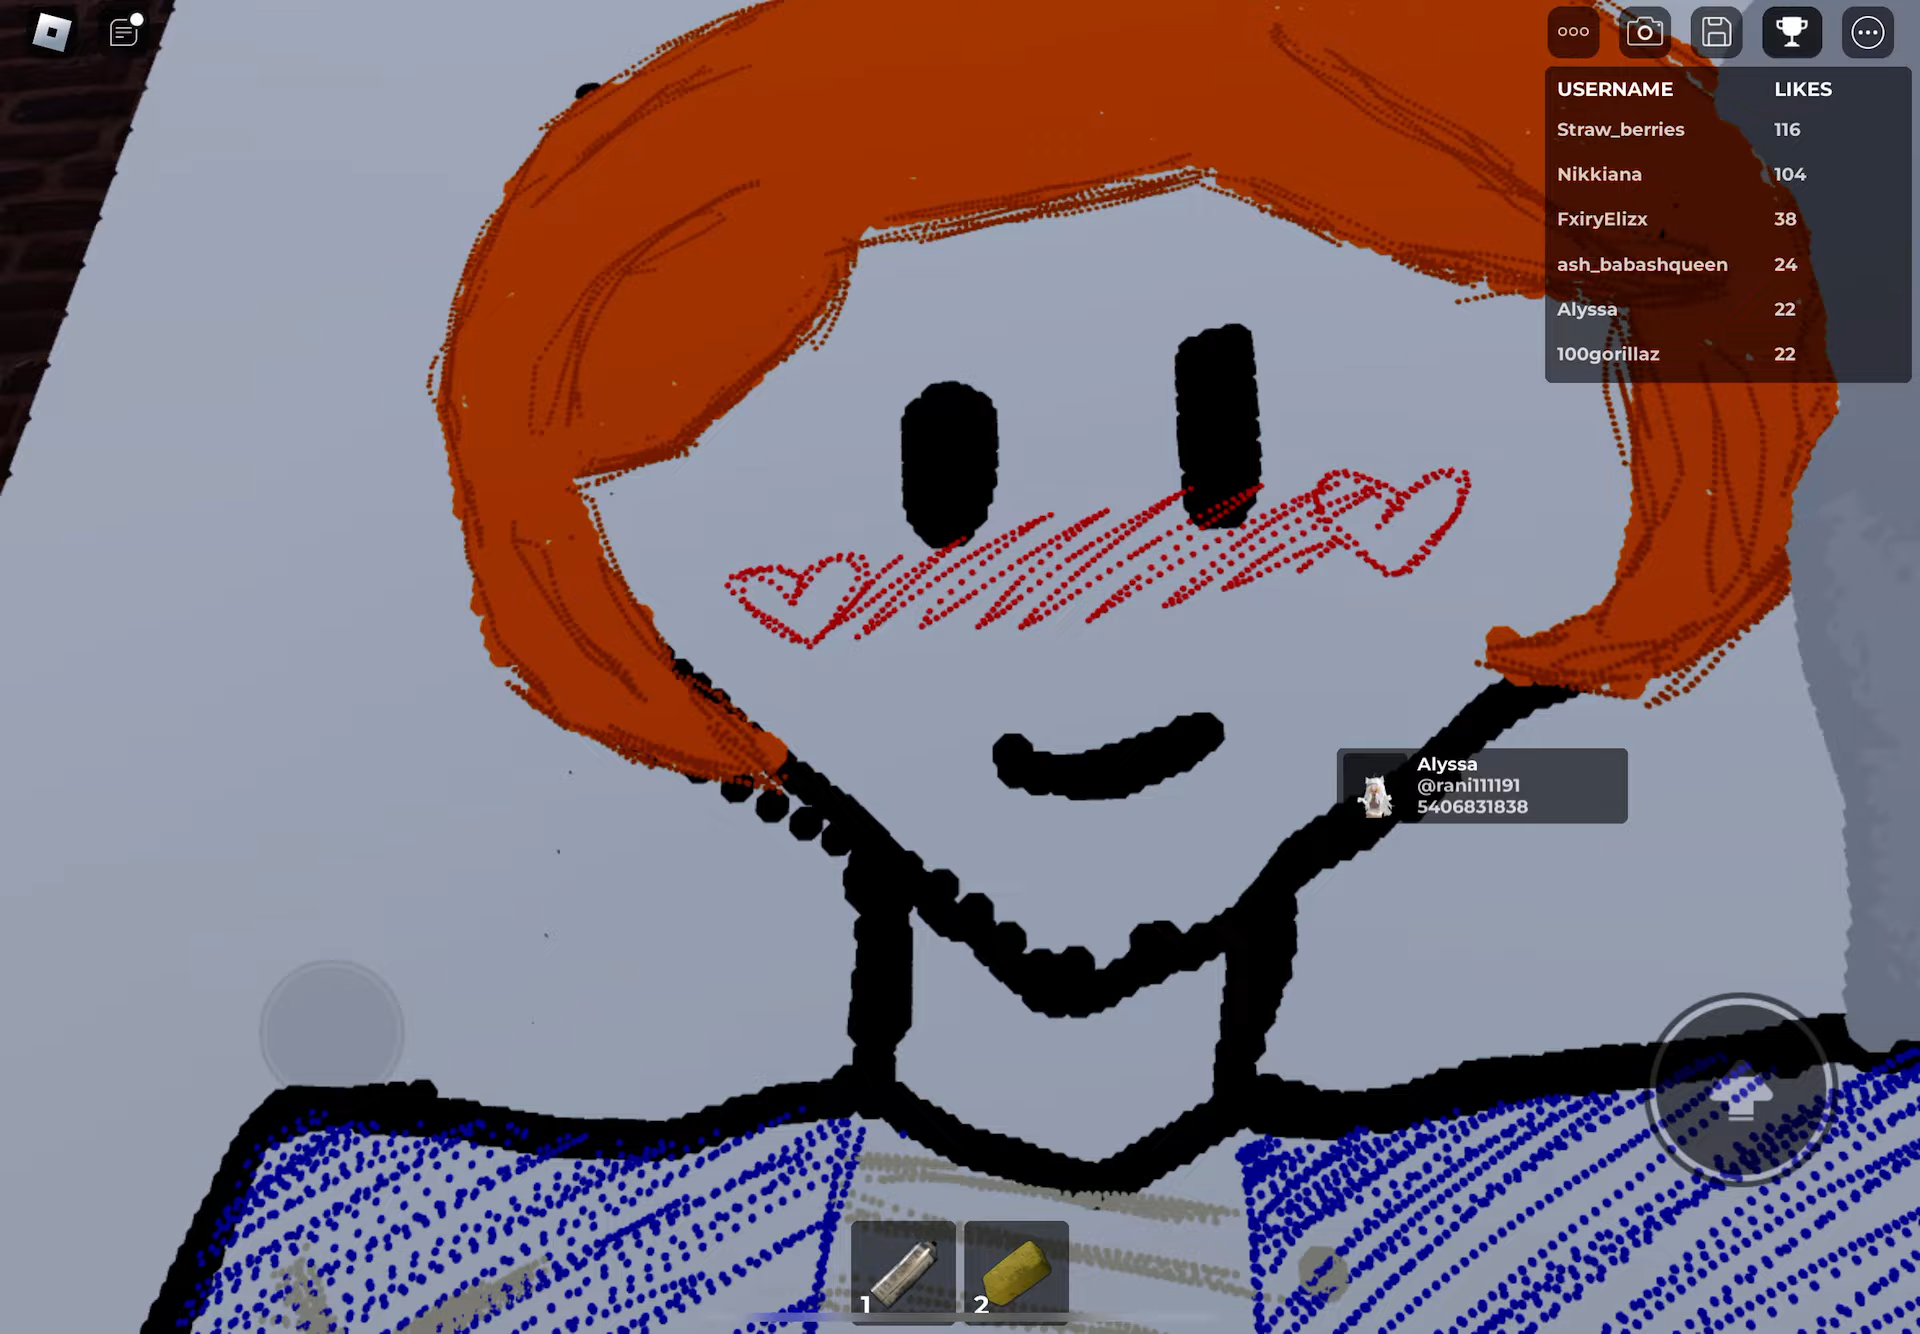 USERNAME LIKES
Straw_berries 116
Nikkiana 104
FxiryElizx 38
ash_babashqueen 24
Alyssa 22
100gorillaz 22
Alyssa
@rani111191
5406831838
1 2